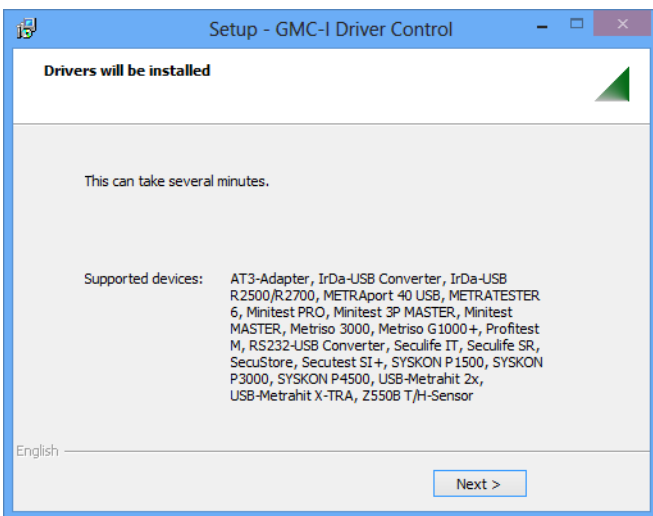 Setup - GMC-I Driver Control
Drivers will be installed
This can take several minutes.
Supported devices:
AT3-Adapter, IrDa-USB Converter, IrDa-USB
R2500/R2700, METRAport 40 USB, METRATESTER
6, Minitest PRO, Minitest 3P MASTER, Minitest
MASTER, Metriso 3000, Metriso G1000+, Profitest
M, RS232-USB Converter, Seculife IT, Seculife SR,
SecuStore, Secutest SI+, SYSKON P1500, SYSKON
P3000, SYSKON P4500, USB-Metrahit 2x,
USB-Metrahit X-TRA, Z550B T/H-Sensor
English
Next >